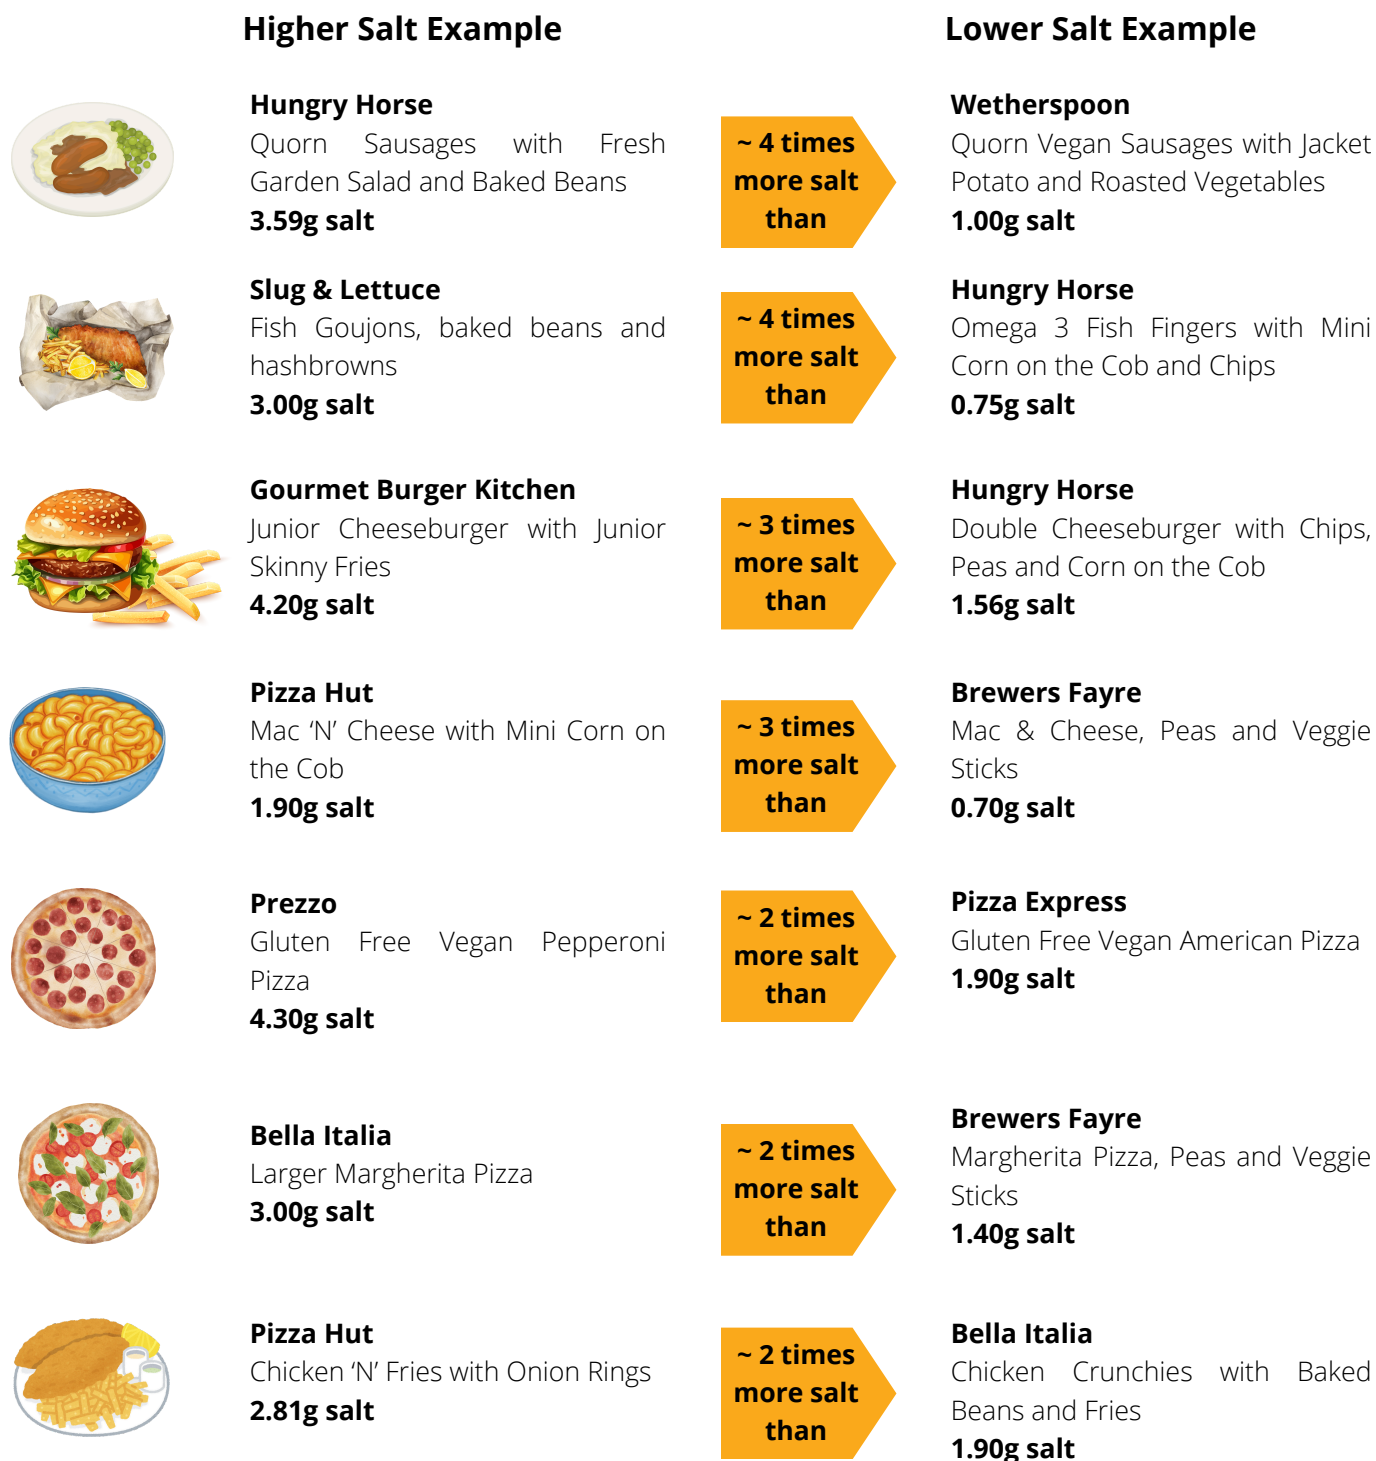 Higher Salt Example
Lower Salt Example
Hungry Horse
Quorn Sausages with Fresh
Garden Salad and Baked Beans
3.59g salt
~ 4 times
more salt
than
Wetherspoon
Quorn Vegan Sausages with Jacket
Potato and Roasted Vegetables
1.00g salt
Slug & Lettuce
Fish Goujons, baked beans and
hashbrowns
3.00g salt
~ 4 times
more salt
than
Hungry Horse
Omega 3 Fish Fingers with Mini
Corn on the Cob and Chips
0.75g salt
Gourmet Burger Kitchen
Junior Cheeseburger with Junior
Skinny Fries
4.20g salt
~ 3 times
more salt
than
Hungry Horse
Double Cheeseburger with Chips,
Peas and Corn on the Cob
1.56g salt
Pizza Hut
Mac ‘N’ Cheese with Mini Corn on
the Cob
1.90g salt
~ 3 times
more salt
than
Brewers Fayre
Mac & Cheese, Peas and Veggie
Sticks
0.70g salt
Prezzo
Gluten Free Vegan Pepperoni
Pizza
4.30g salt
~ 2 times
more salt
than
Pizza Express
Gluten Free Vegan American Pizza
1.90g salt
Bella Italia
Larger Margherita Pizza
3.00g salt
~ 2 times
more salt
than
Brewers Fayre
Margherita Pizza, Peas and Veggie
Sticks
1.40g salt
Pizza Hut
Chicken ‘N’ Fries with Onion Rings
2.81g salt
~ 2 times
more salt
than
Bella Italia
Chicken Crunchies with Baked
Beans and Fries
1.90g salt